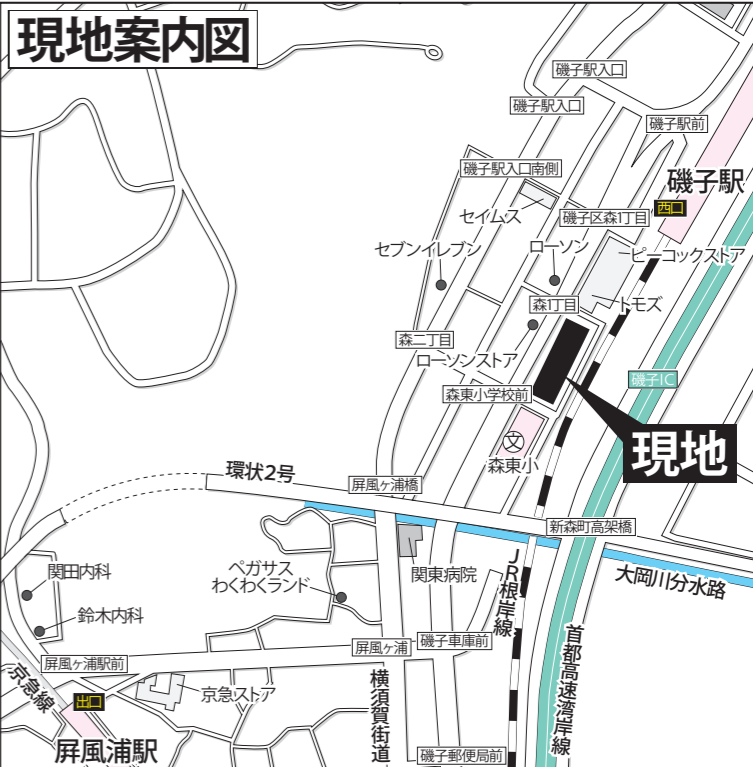 現地案内図
磯子駅入口
磯子駅入口
磯子駅前
磯子駅入口南側
磯子駅
西口
セイムス
磯子区森1丁目
セブンイレブン
ローソン
ピーコックストア
森1丁目
トモズ
森二丁目
ローソンストア
磯子IC
森東小学校前
現地
文
森東小
環状2号
屏風ヶ浦橋
新森町高架橋
関田内科
ペガサス
わくわくランド
関東病院
JR根岸線
大岡川分水路
鈴木内科
屏風ヶ浦
磯子車庫前
首都高速湾岸線
屏風ヶ浦駅前
京急線
横須賀街道
出口
京急ストア
屏風浦駅
磯子郵便局前